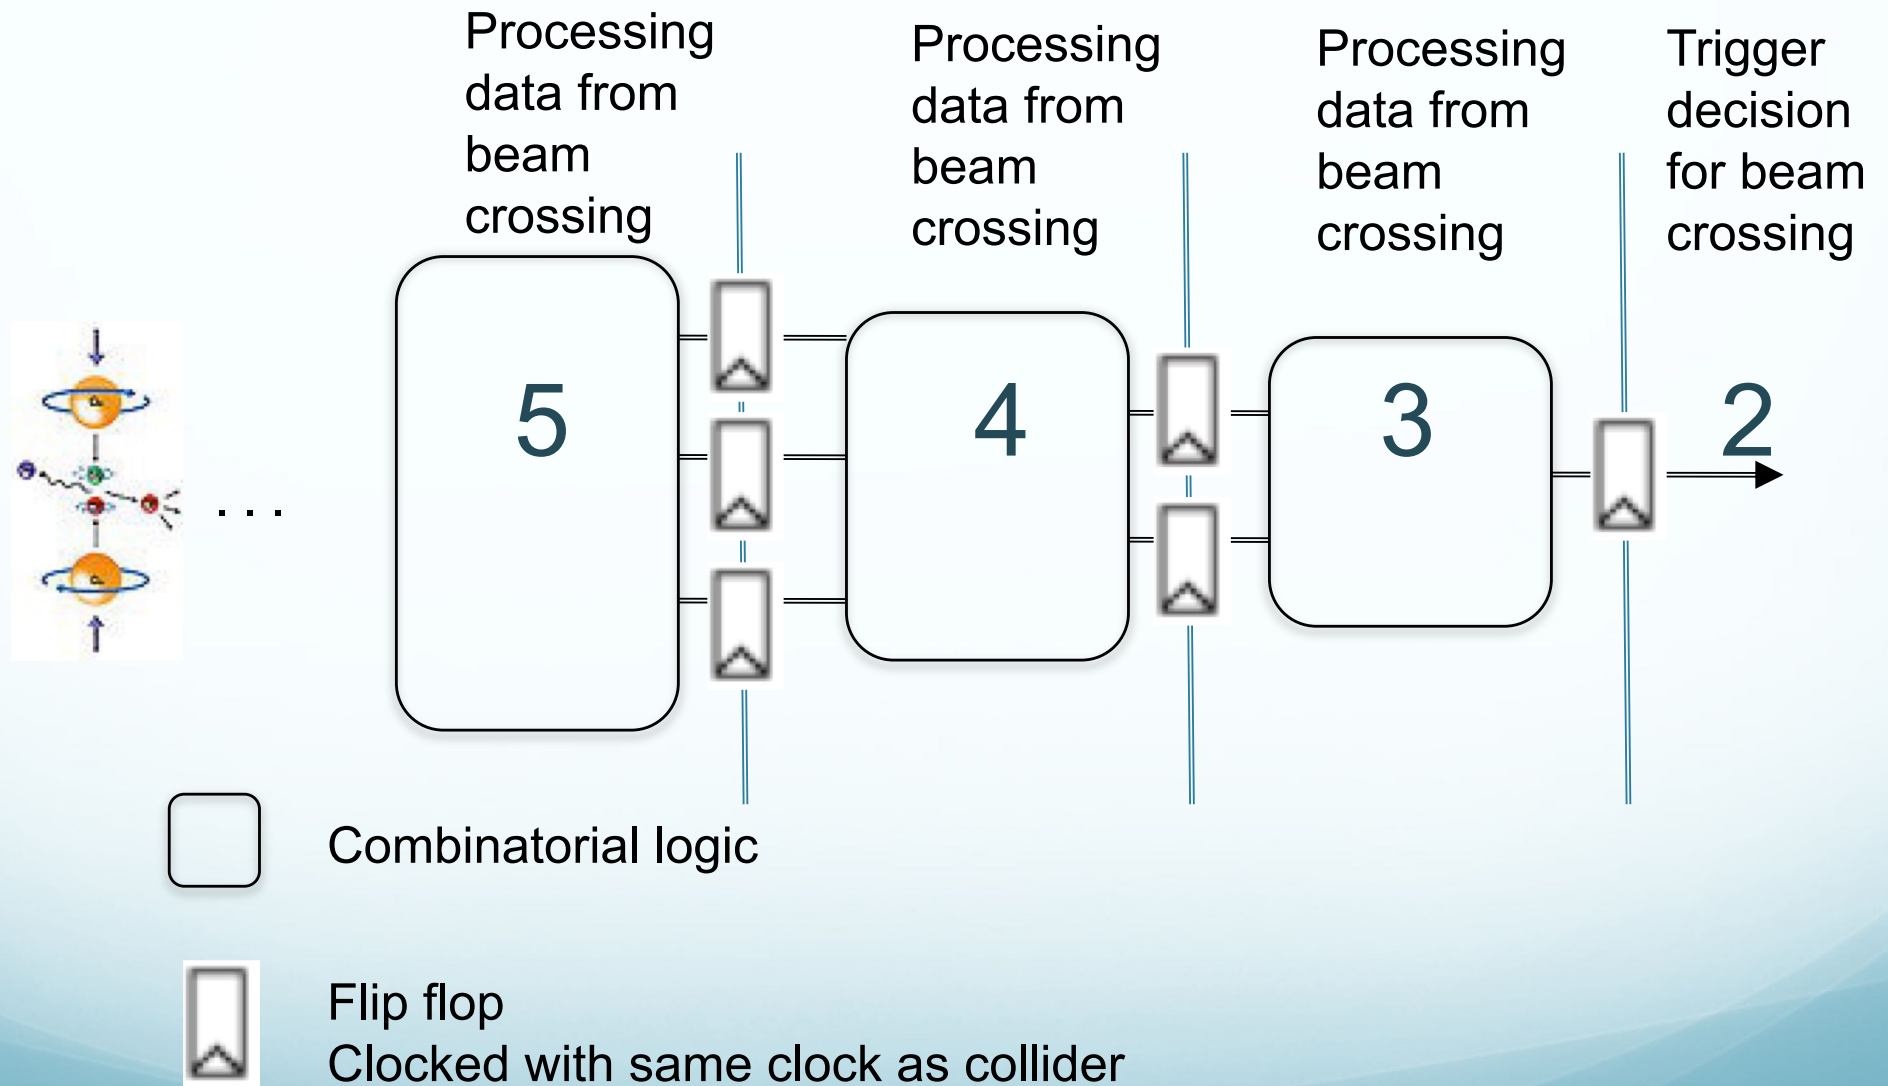 Processing
data from
beam
crossing
Processing
data from
beam
crossing
Processing
data from
beam
crossing
Trigger
decision
for beam
crossing
5
4
3
2
. . .
Combinatorial logic
Flip flop
Clocked with same clock as collider